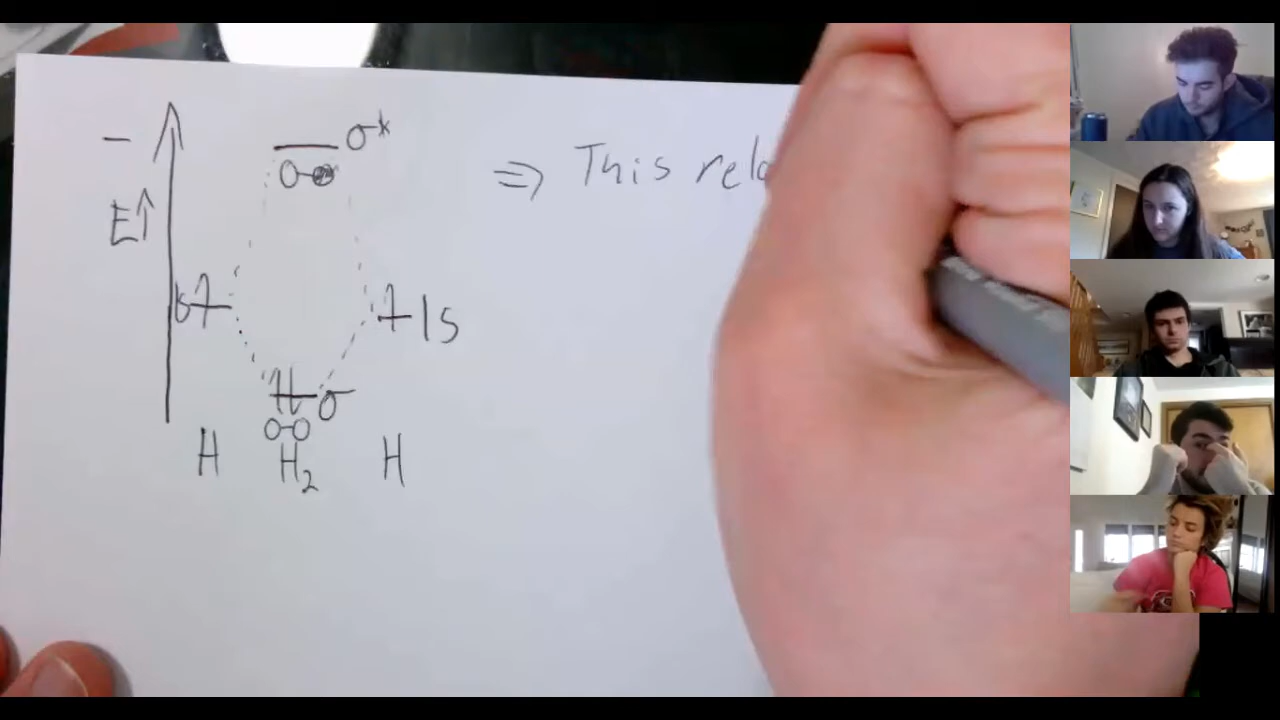 σ*
⇒ This rela
E↑
1s
1s
σ
H H₂ H